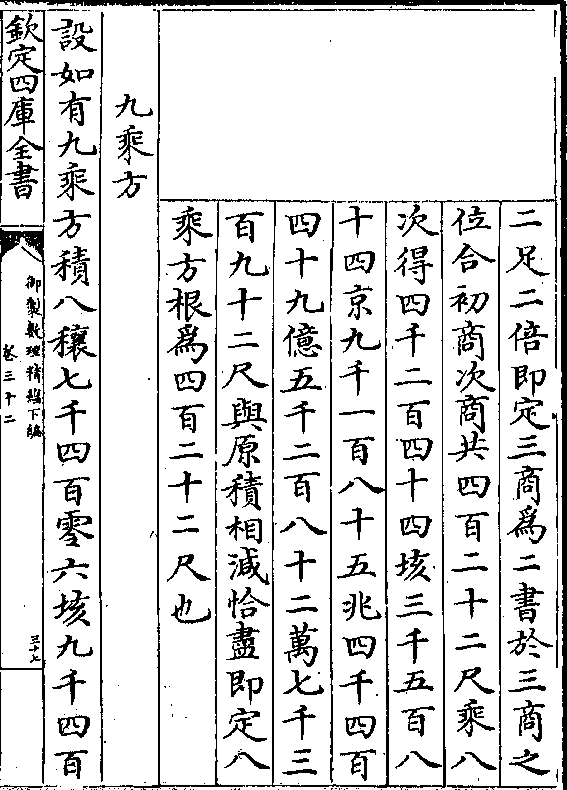 二足二倍即定三商為二書於三商之
位合初商次商共四百二十二尺乘八
次得四千二百四十四垓三千五百八
十四京九千一百八十五兆四千四百
四十九億五千二百八十二萬七千三
百九十二尺與原積相減恰盡即定八
乘方根為四百二十二尺也
九乘方
設如有九乘方積八穰七千四百零六垓九千四百
欽定四庫全書
御製數理精蘊下編
卷三十二
三十七